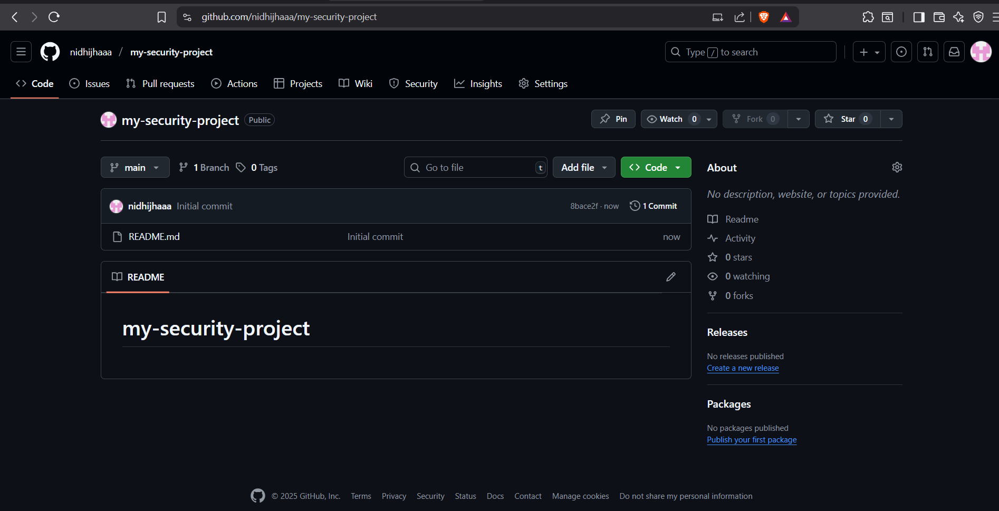 github.com/nidhijhaaa/my-security-project
nidhijhaaa / my-security-project
Type / to search
Code Issues Pull requests Actions Projects Wiki Security Insights Settings
my-security-project Public
Pin Watch 0 Fork 0 Star 0
main 1 Branch 0 Tags Go to file t Add file Code
nidhijhaaa Initial commit 8bace2f · now 1 Commit
README.md Initial commit now
README
my-security-project
About
No description, website, or topics provided.
Readme
Activity
0 stars
0 watching
0 forks
Releases
No releases published
Create a new release
Packages
No packages published
Publish your first package
© 2025 GitHub, Inc. Terms Privacy Security Status Docs Contact Manage cookies Do not share my personal information